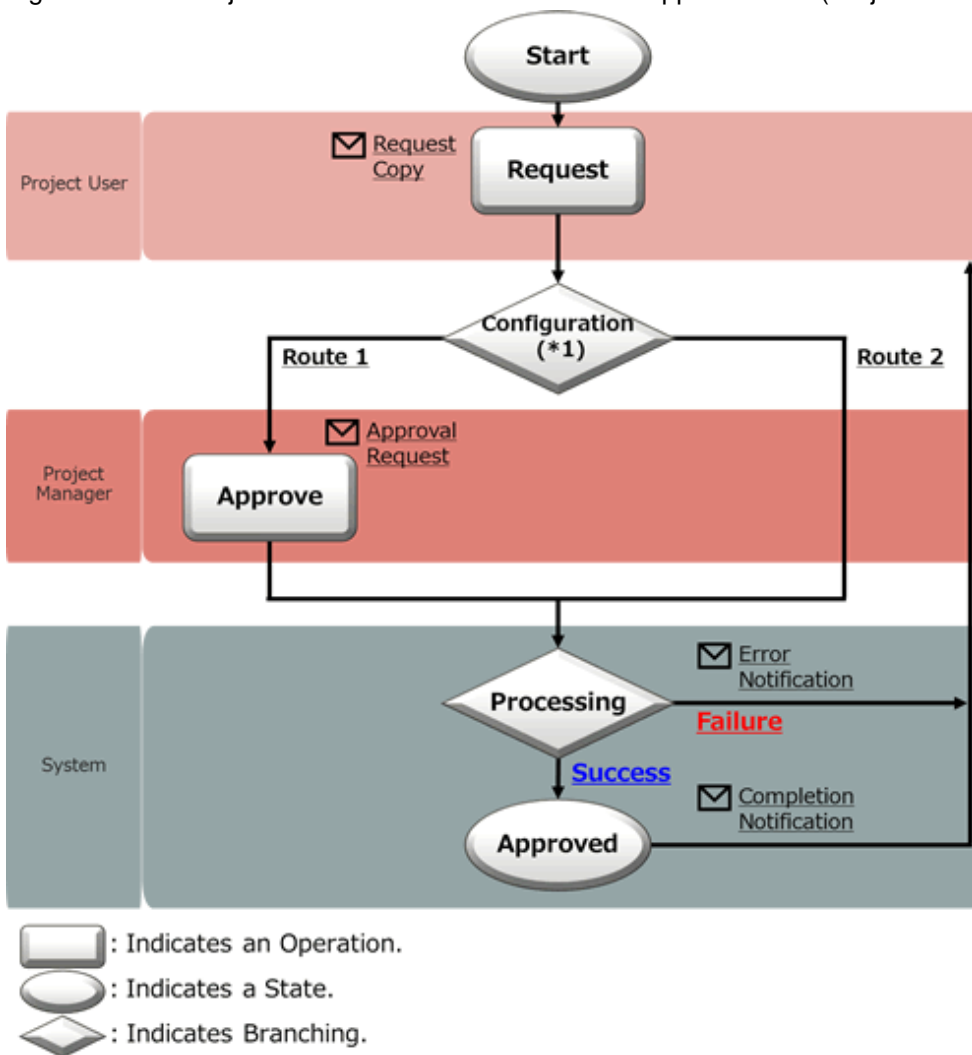 Start
Request
Copy
Request
Project User
Configuration
(*1)
Route 1
Route 2
Approval
Request
Project
Manager
Approve
Error
Notification
Processing
Failure
System
Success
Completion
Notification
Approved
: Indicates an Operation.
: Indicates a State.
: Indicates Branching.